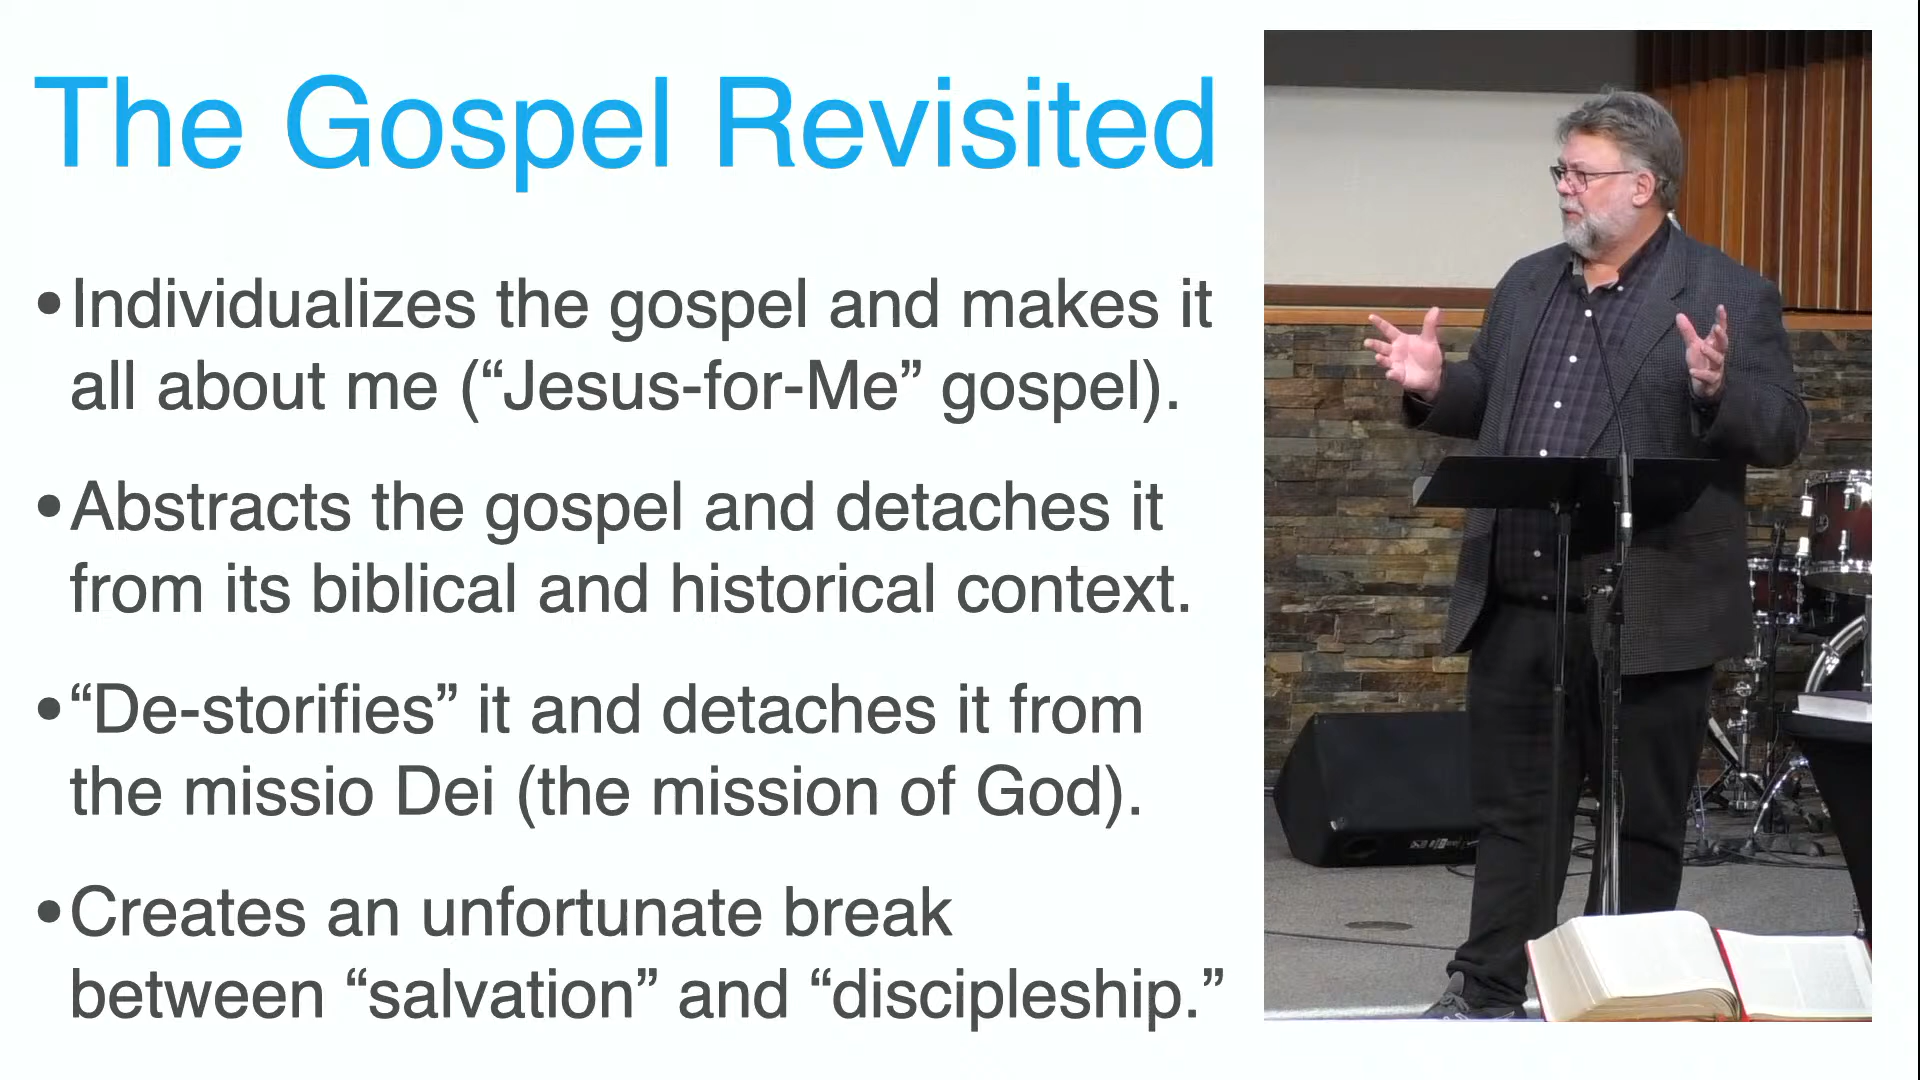 The Gospel Revisited
•Individualizes the gospel and makes it
all about me (“Jesus-for-Me” gospel).
•Abstracts the gospel and detaches it
from its biblical and historical context.
•“De-storifies” it and detaches it from
the missio Dei (the mission of God).
•Creates an unfortunate break
between “salvation” and “discipleship.”